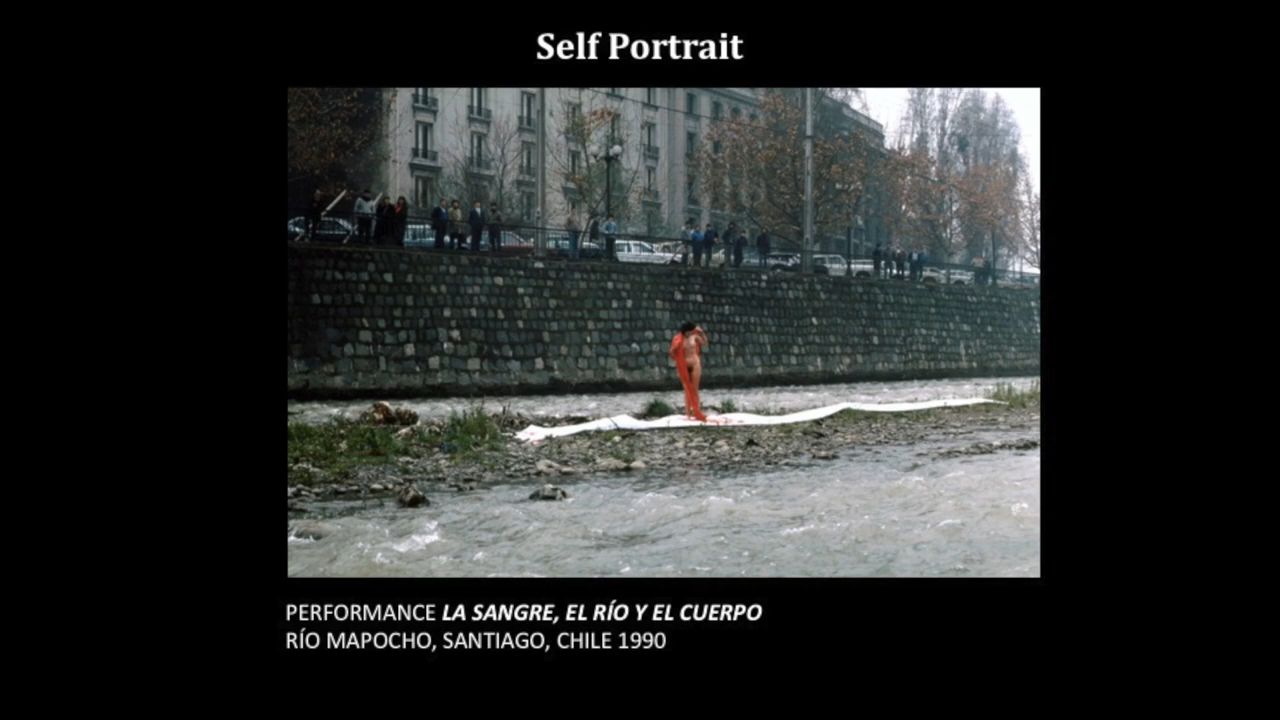 Self Portrait
PERFORMANCE LA SANGRE, EL RÍO Y EL CUERPO
RÍO MAPOCHO, SANTIAGO, CHILE 1990